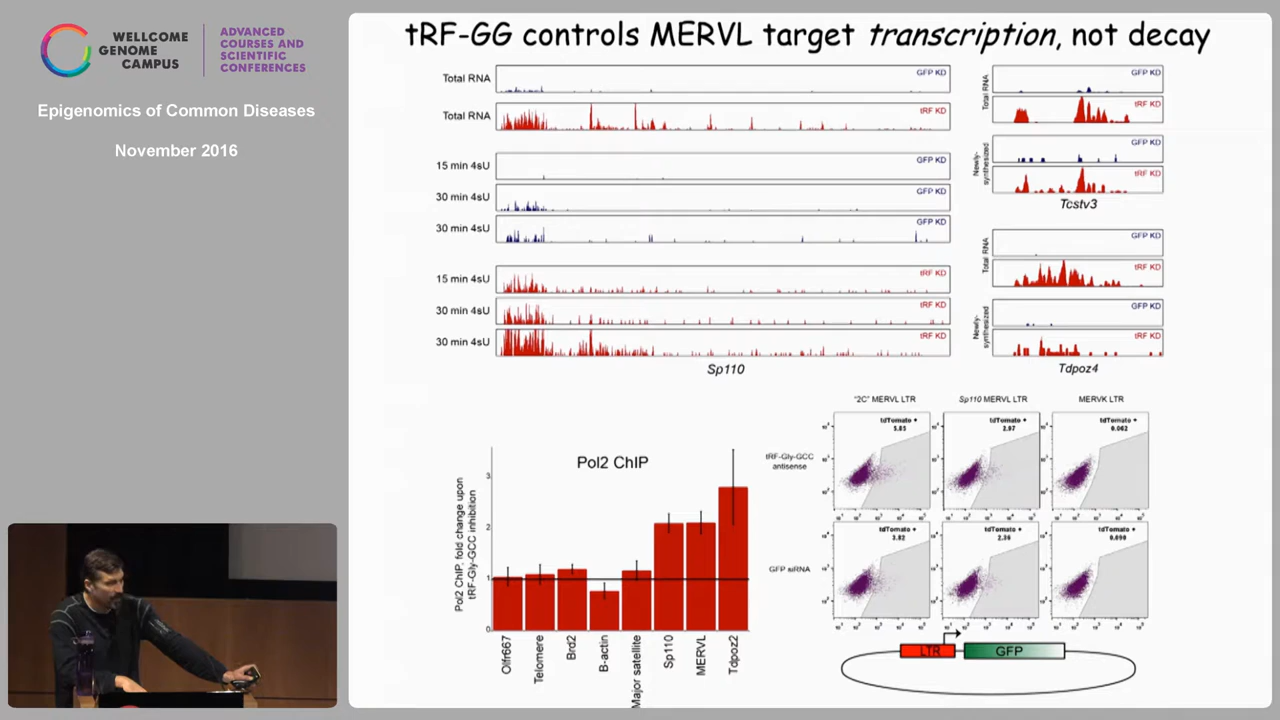 WELLCOME
GENOME
CAMPUS
ADVANCED
COURSES AND
SCIENTIFIC
CONFERENCES
Epigenomics of Common Diseases
November 2016
tRF-GG controls MERVL target transcription, not decay
Total RNA
GFP KD
Total RNA
tRF KD
15 min 4sU
GFP KD
30 min 4sU
GFP KD
30 min 4sU
GFP KD
15 min 4sU
tRF KD
30 min 4sU
tRF KD
30 min 4sU
tRF KD
Sp110
Total RNA
GFP KD
tRF KD
Newly-
synthesized
GFP KD
tRF KD
Tcstv3
Total RNA
GFP KD
tRF KD
Newly-
synthesized
GFP KD
tRF KD
Tdpoz4
Pol2 ChIP
Pol2 ChIP, fold change upon
tRF-Gly-GCC inhibition
3
2
1
0
Olfr667
Telomere
Brd2
B-actin
Major satellite
Sp110
MERVL
Tdpoz2
"2C" MERVL LTR
Sp110 MERVL LTR
MERVK LTR
tRF-Gly-GCC
antisense
tdTomato +
5.85
tdTomato +
2.97
tdTomato +
0.062
GFP siRNA
tdTomato +
3.82
tdTomato +
2.36
tdTomato +
0.090
LTR
GFP